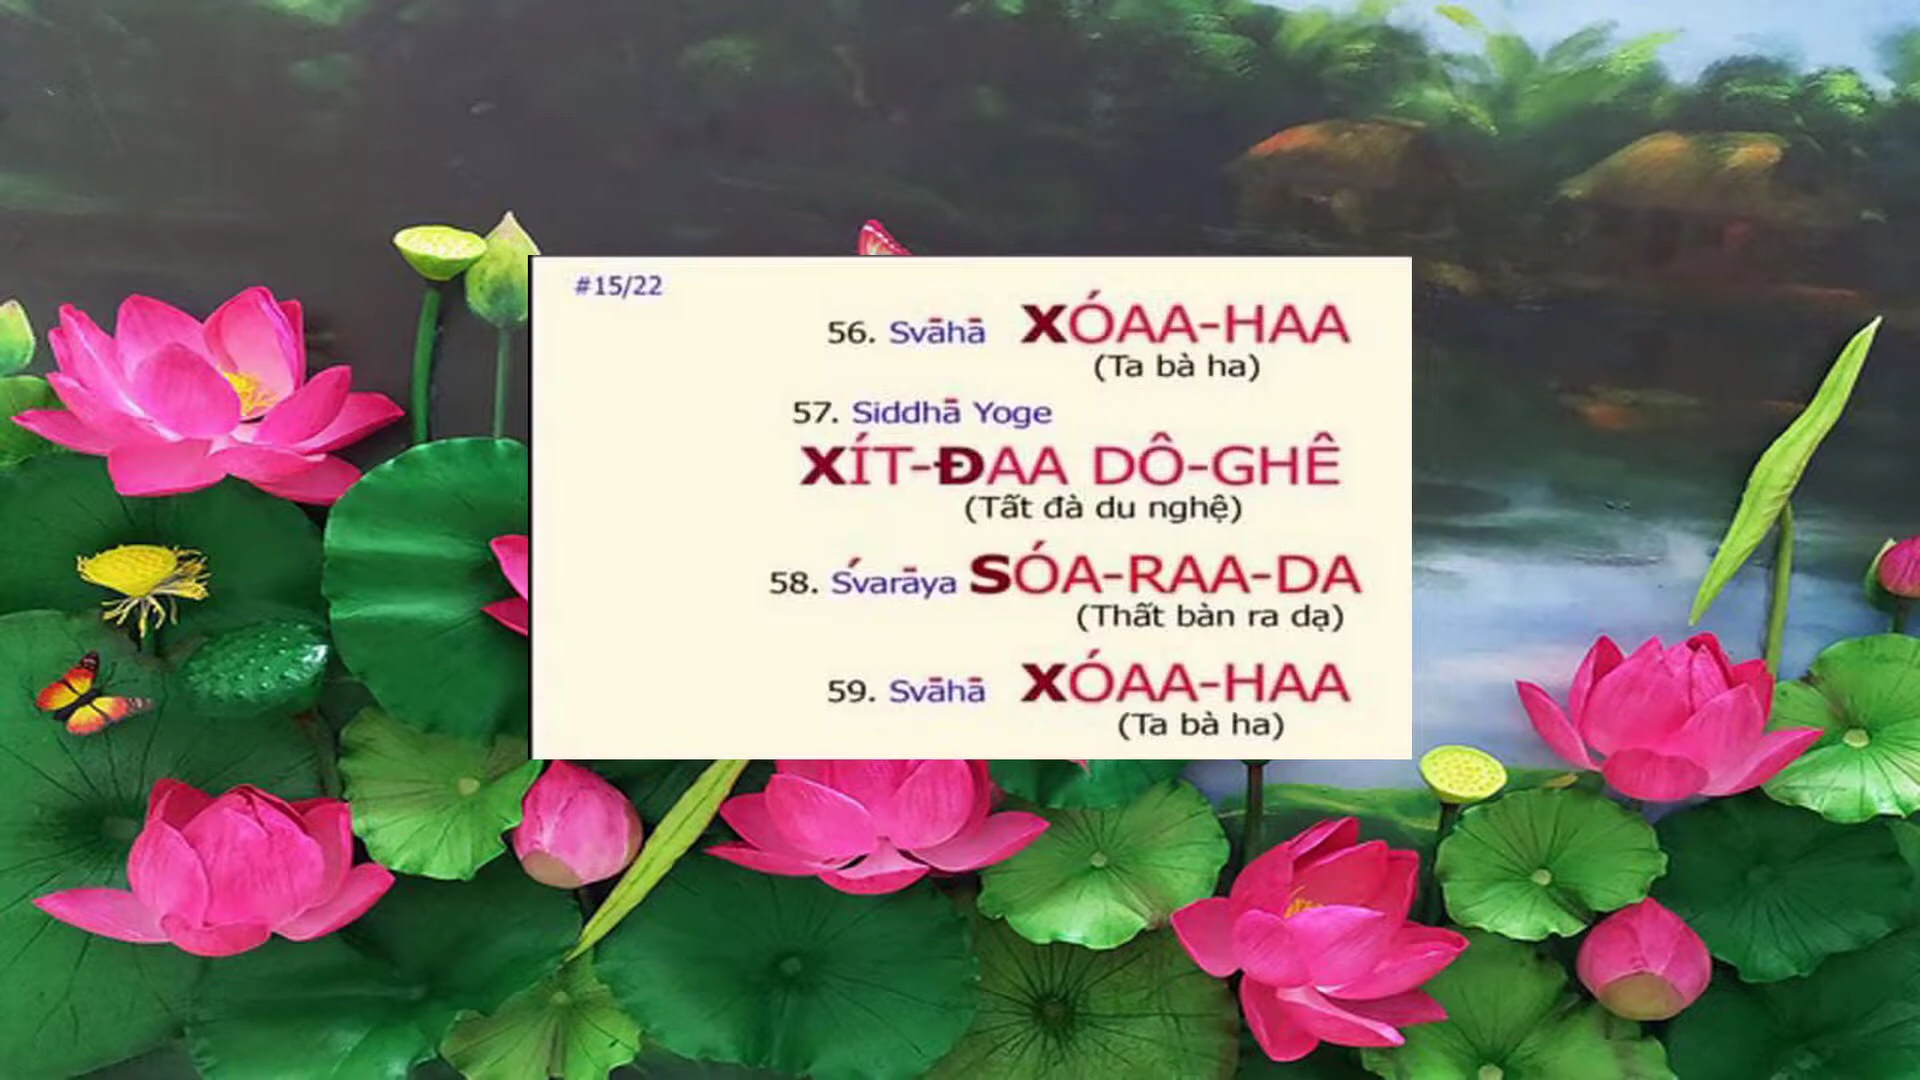 #15/22
56. Svāhā XÓAA-HAA
(Ta bà ha)
57. Siddhā Yoge
XÍT-ĐAA DÔ-GHÊ
(Tất đà du nghệ)
58. Śvarāya SÓA-RAA-DA
(Thất bàn ra dạ)
59. Svāhā XÓAA-HAA
(Ta bà ha)